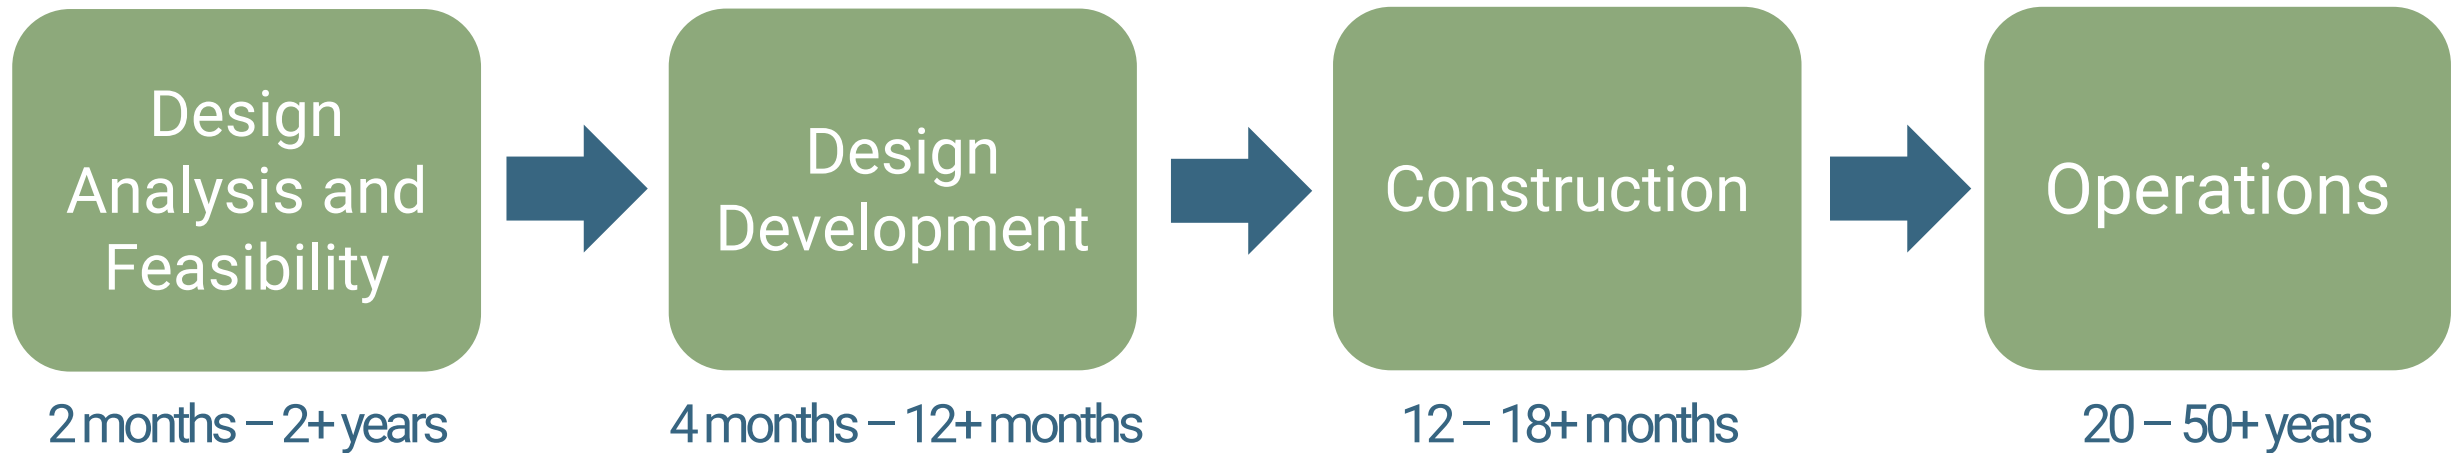 Design
Analysis and
Feasibility
2 months – 2+ years
Design
Development
4 months – 12+ months
Construction
12 – 18+ months
Operations
20 – 50+ years